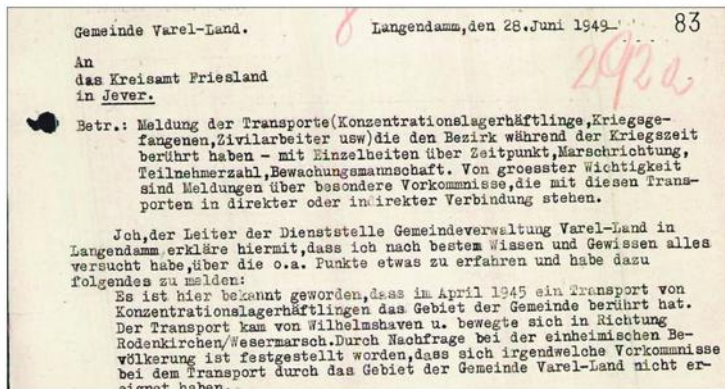 Gemeinde Varel-Land. 8 Langendamm,den 28.Juni 1949 83
292a
An
das Kreisamt Friesland
in Jever.
Betr.: Meldung der Transporte(Konzentrationslagerhäftlinge,Kriegsge-
fangenen,Zivilarbeiter usw)die den Bezirk während der Kriegszeit
berührt haben - mit Einzelheiten über Zeitpunkt,Marschrichtung,
Teilnehmerzahl,Bewachungsmannschaft. Von groesster Wichtigkeit
sind Meldungen über besondere Vorkommnisse,die mit diesen Trans-
porten in direkter oder indirekter Verbindung stehen.
Joh,der Leiter der Dienststelle Gemeindeverwaltung Varel-Land in
Langendamm erkläre hiermit,dass ich nach bestem Wissen und Gewissen alles
versucht habe,über die o.a. Punkte etwas zu erfahren und habe dazu
folgendes zu melden:
Es ist hier bekannt geworden,dass im April 1945 ein Transport von
Konzentrationslagerhäftlingen das Gebiet der Gemeinde berührt hat.
Der Transport kam von Wilhelmshaven u. bewegte sich in Richtung
Rodenkirchen/Wesermarsch.Durch Nachfrage bei der einheimischen Be-
völkerung ist festgestellt worden,dass sich irgendwelche Vorkommnisse
bei dem Transport durch das Gebiet der Gemeinde Varel-Land nicht er-
eignet haben.